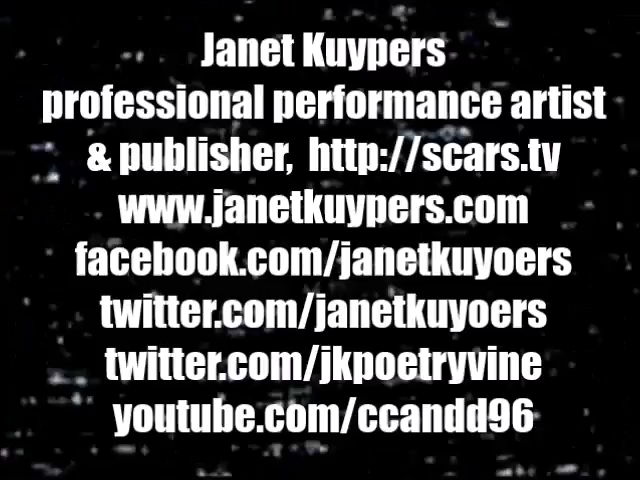 Janet Kuypers
professional performance artist
& publisher, http://scars.tv
www.janetkuypers.com
facebook.com/janetkuyoers
twitter.com/janetkuyoers
twitter.com/jkpoetryvine
youtube.com/ccandd96